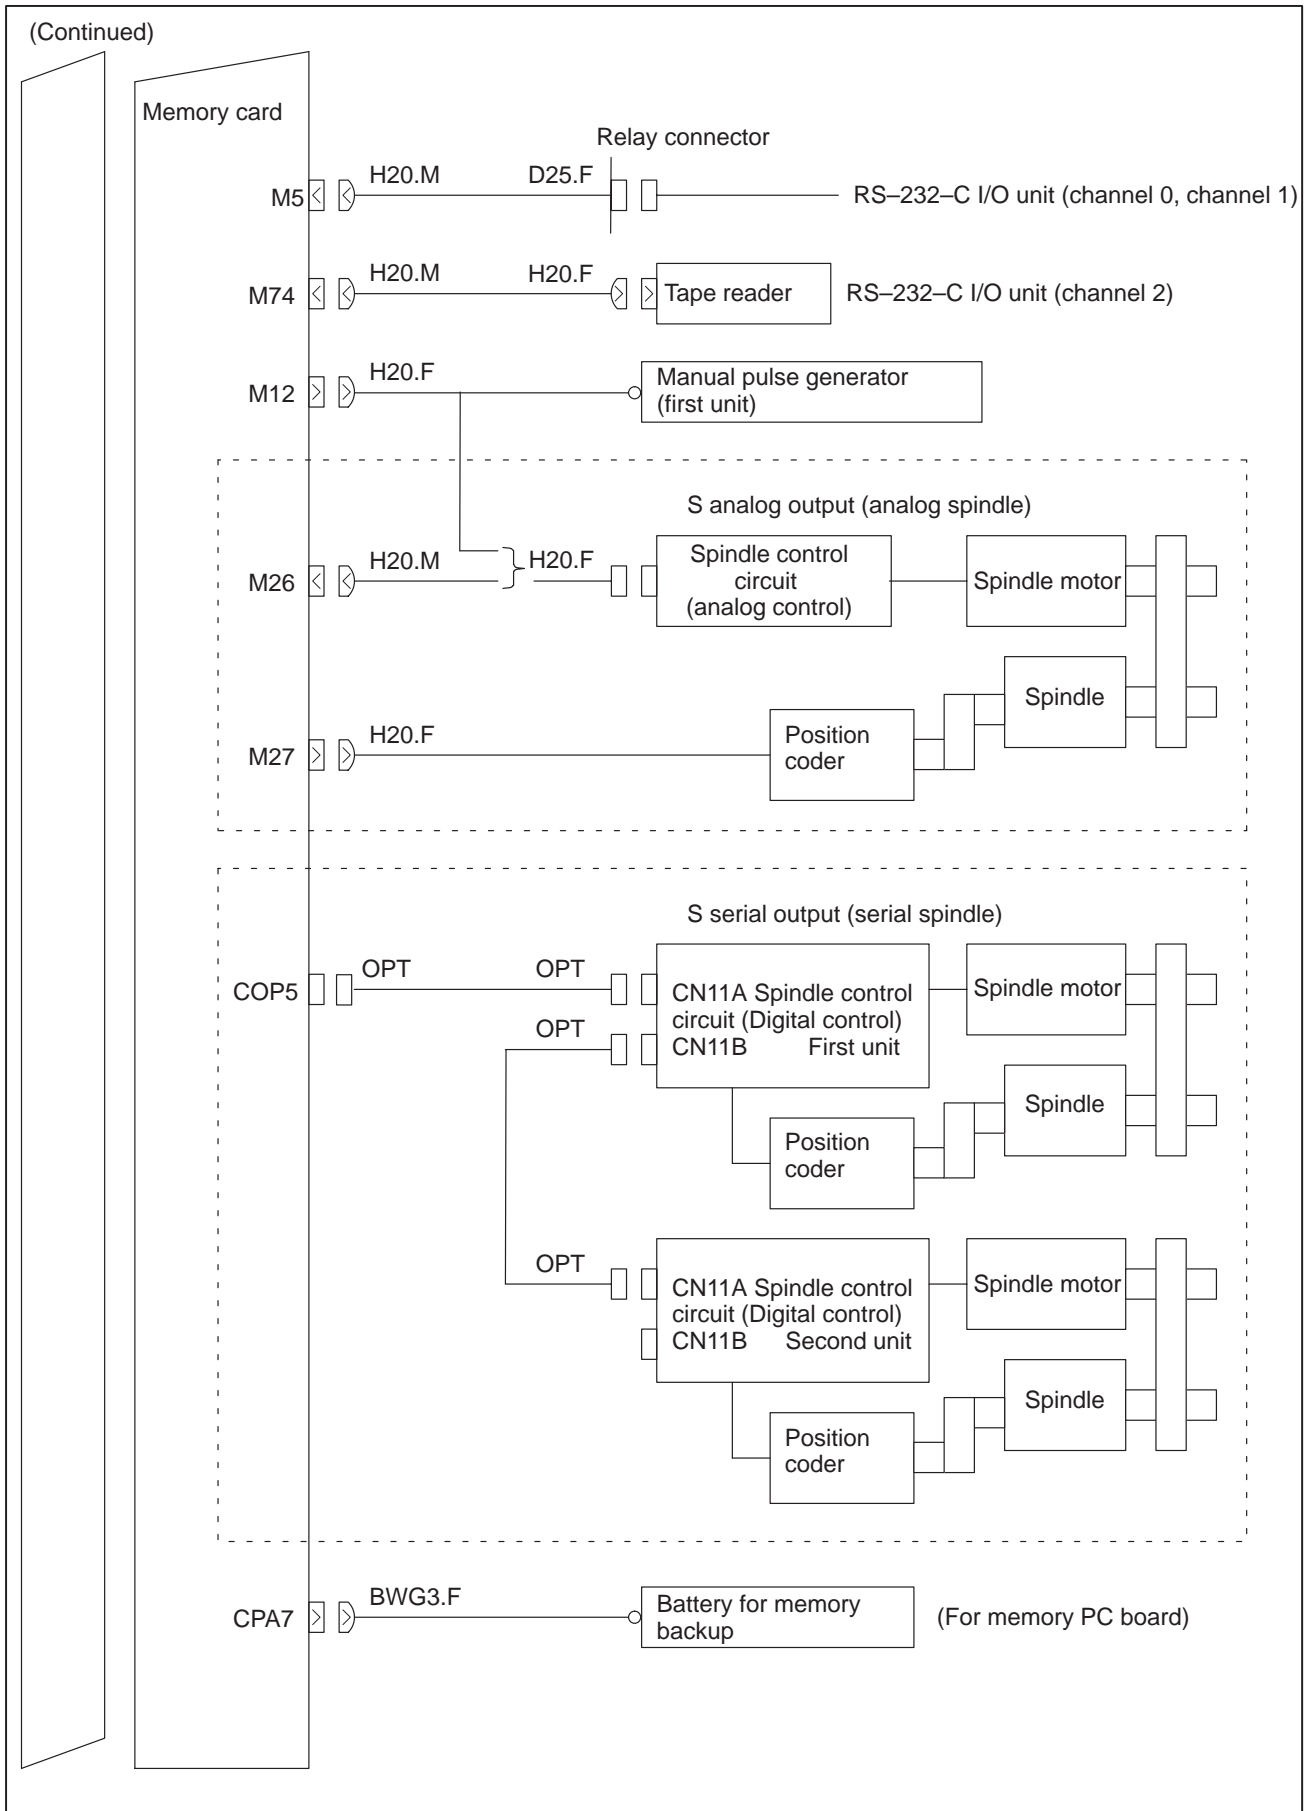 (Continued)
Memory card
Relay connector
M5
H20.M
D25.F
RS–232–C I/O unit (channel 0, channel 1)
M74
H20.M
H20.F
Tape reader
RS–232–C I/O unit (channel 2)
M12
H20.F
Manual pulse generator
(first unit)
S analog output (analog spindle)
M26
H20.M
H20.F
Spindle control
circuit
(analog control)
Spindle motor
Spindle
M27
H20.F
Position
coder
S serial output (serial spindle)
COP5
OPT
OPT
OPT
CN11A Spindle control
circuit (Digital control)
CN11B First unit
Spindle motor
Spindle
Position
coder
OPT
CN11A Spindle control
circuit (Digital control)
CN11B Second unit
Spindle motor
Spindle
Position
coder
CPA7
BWG3.F
Battery for memory
backup
(For memory PC board)